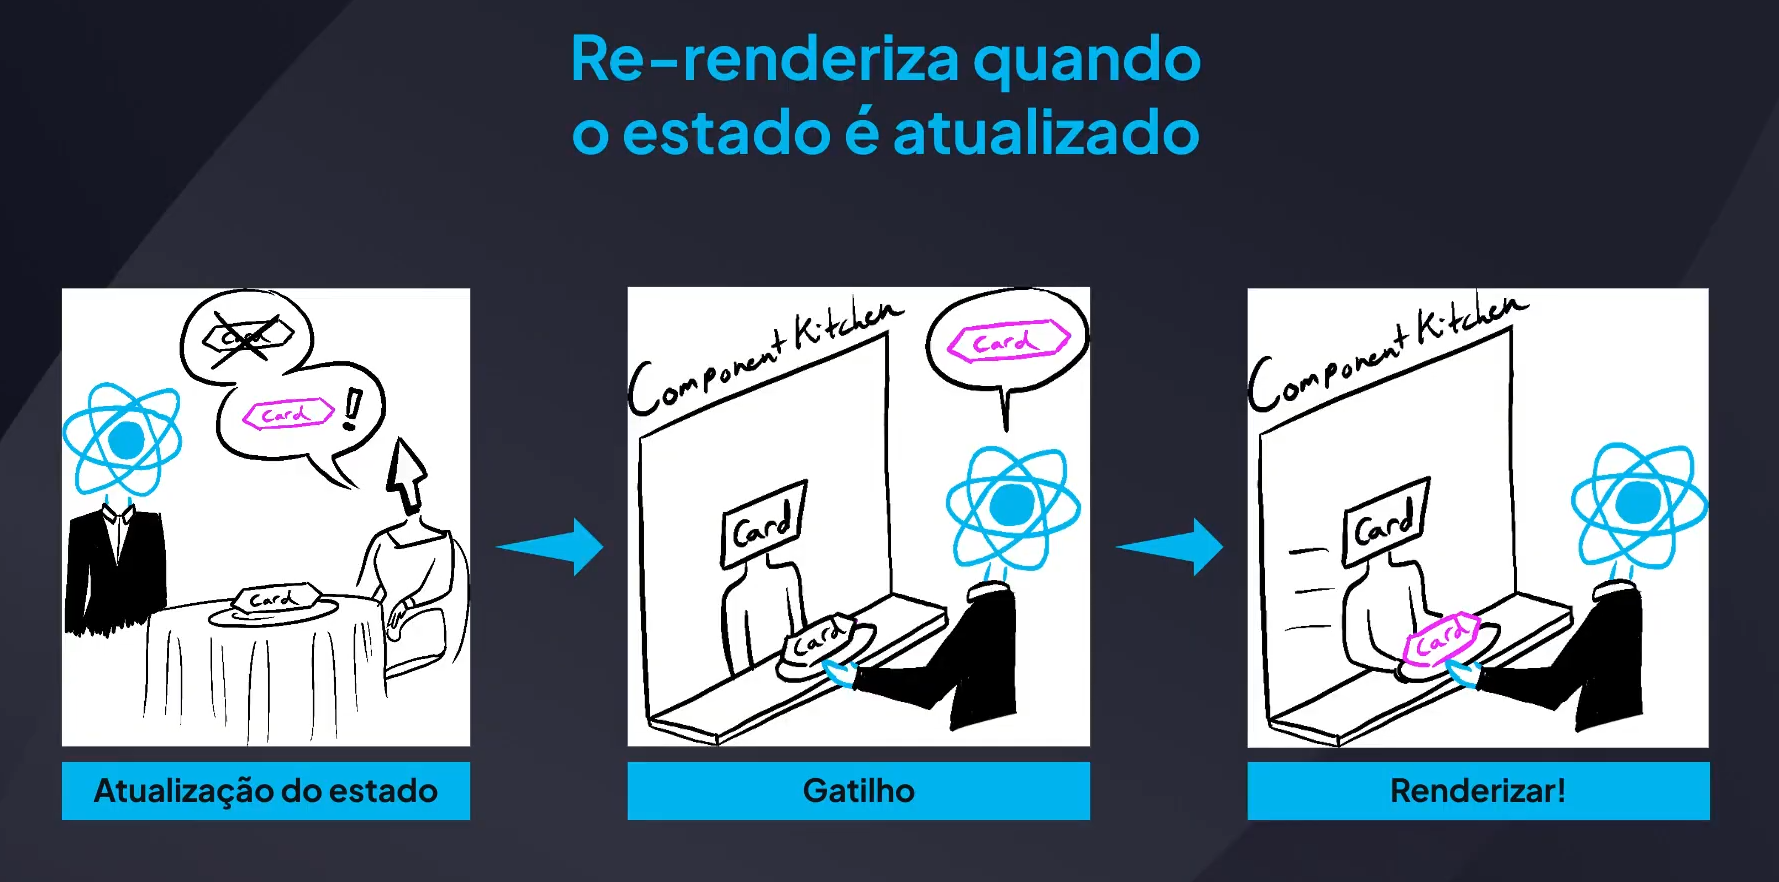 Re-renderiza quando
o estado é atualizado
Card
Card !
Card
Atualização do estado
Component Kitchen
Card
Card
Card
Gatilho
Component Kitchen
Card
Card
Renderizar!